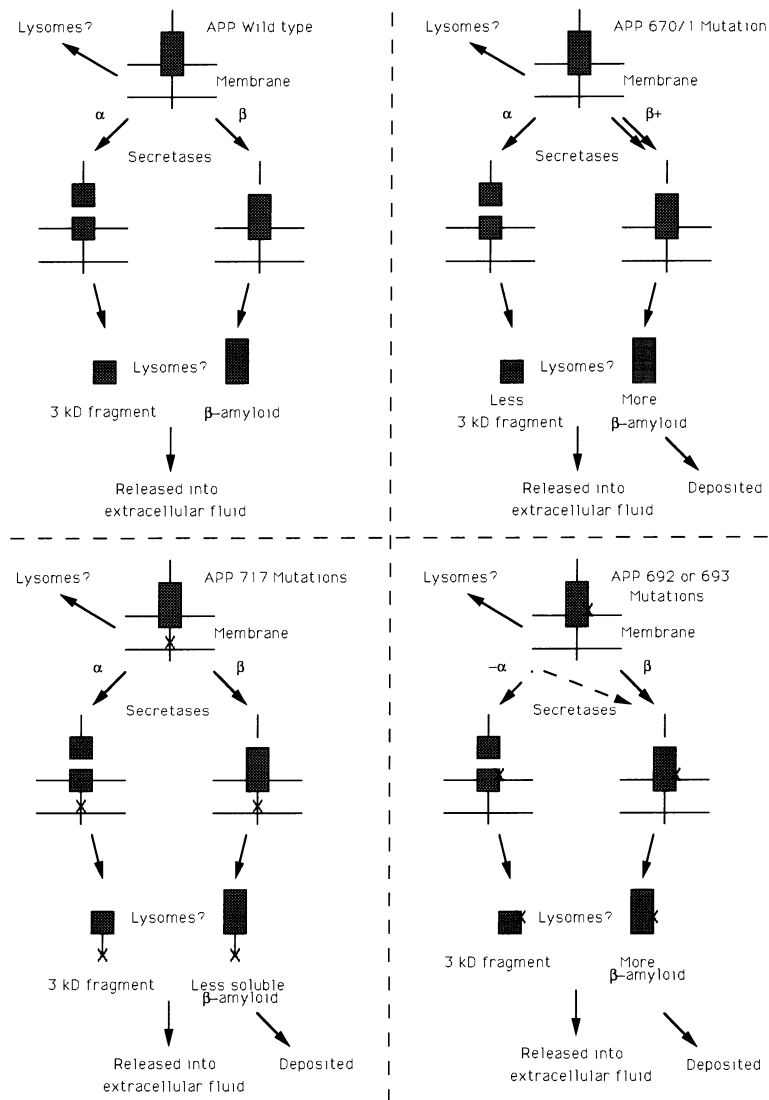 Lysomes?
APP Wild type
Membrane
α
β
Secretases
Lysomes?
3 kD fragment
β-amyloid
Released into
extracellular fluid
Lysomes?
APP 670/1 Mutation
Membrane
α
β+
Secretases
Lysomes?
Less
3 kD fragment
More
β-amyloid
Released into
extracellular fluid
Deposited
Lysomes?
APP 717 Mutations
Membrane
α
β
Secretases
Lysomes?
3 kD fragment
Less soluble
β-amyloid
Released into
extracellular fluid
Deposited
Lysomes?
APP 692 or 693
Mutations
Membrane
-α
β
Secretases
Lysomes?
3 kD fragment
More
β-amyloid
Released into
extracellular fluid
Deposited